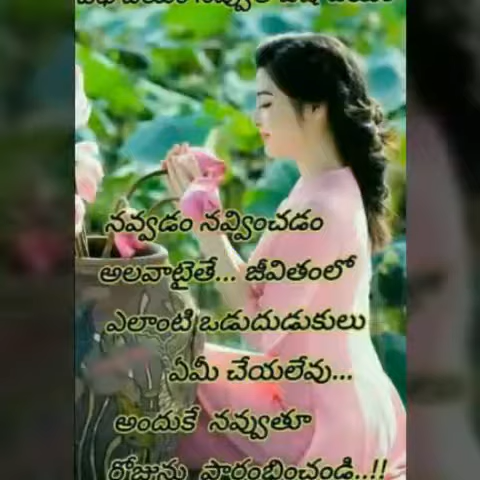 నవ్వడం నవ్వించడం
అలవాటైతే... జీవితంలో
ఎలాంటి ఒడుదుడుకులు
ఏమీ చేయలేవు...
అందుకే నవ్వుతూ
రోజును ప్రారంభించండి..!!